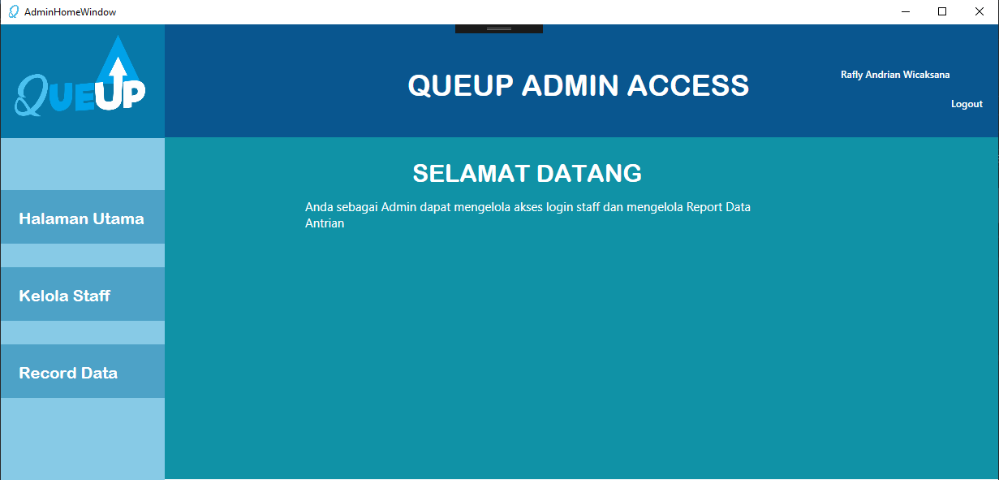 AdminHomeWindow
QUEUP
QUEUP ADMIN ACCESS
Rafly Andrian Wicaksana
Logout
SELAMAT DATANG
Anda sebagai Admin dapat mengelola akses login staff dan mengelola Report Data
Antrian
Halaman Utama
Kelola Staff
Record Data